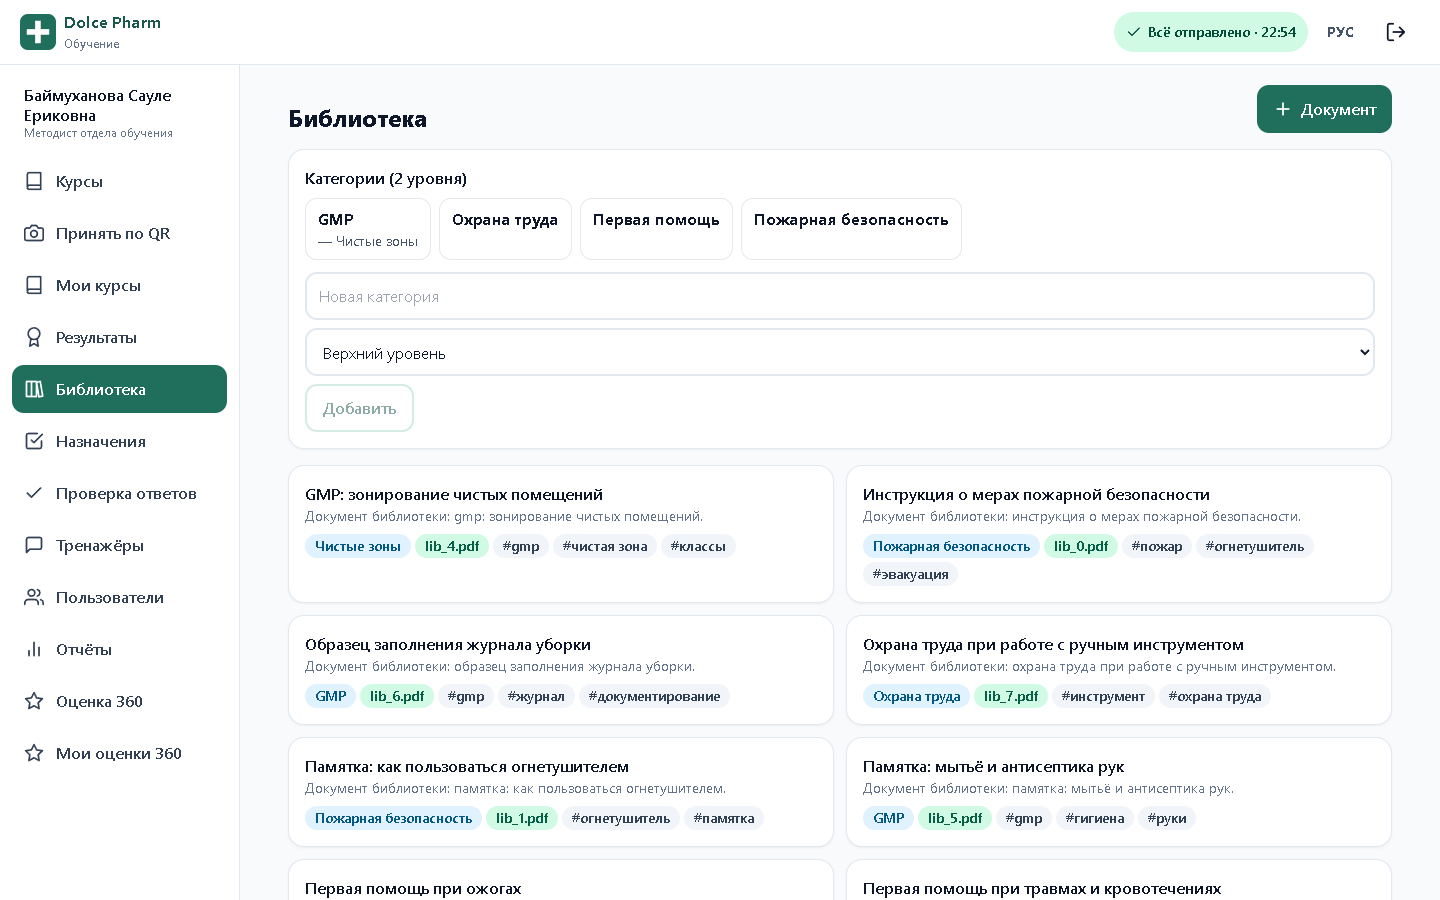 Dolce Pharm
Обучение
Всё отправлено · 22:54
РУС
Баймуханова Сауле
Ериковна
Методист отдела обучения
Курсы
Принять по QR
Мои курсы
Результаты
Библиотека
Назначения
Проверка ответов
Тренажёры
Пользователи
Отчёты
Оценка 360
Мои оценки 360
Библиотека
Документ
Категории (2 уровня)
GMP
— Чистые зоны
Охрана труда
Первая помощь
Пожарная безопасность
Новая категория
Верхний уровень
Добавить
GMP: зонирование чистых помещений
Документ библиотеки: gmp: зонирование чистых помещений.
Чистые зоны lib_4.pdf #gmp #чистая зона #классы
Инструкция о мерах пожарной безопасности
Документ библиотеки: инструкция о мерах пожарной безопасности.
Пожарная безопасность lib_0.pdf #пожар #огнетушитель
#эвакуация
Образец заполнения журнала уборки
Документ библиотеки: образец заполнения журнала уборки.
GMP lib_6.pdf #gmp #журнал #документирование
Охрана труда при работе с ручным инструментом
Документ библиотеки: охрана труда при работе с ручным инструментом.
Охрана труда lib_7.pdf #инструмент #охрана труда
Памятка: как пользоваться огнетушителем
Документ библиотеки: памятка: как пользоваться огнетушителем.
Пожарная безопасность lib_1.pdf #огнетушитель #памятка
Памятка: мытьё и антисептика рук
Документ библиотеки: памятка: мытьё и антисептика рук.
GMP lib_5.pdf #gmp #гигиена #руки
Первая помощь при ожогах
Первая помощь при травмах и кровотечениях